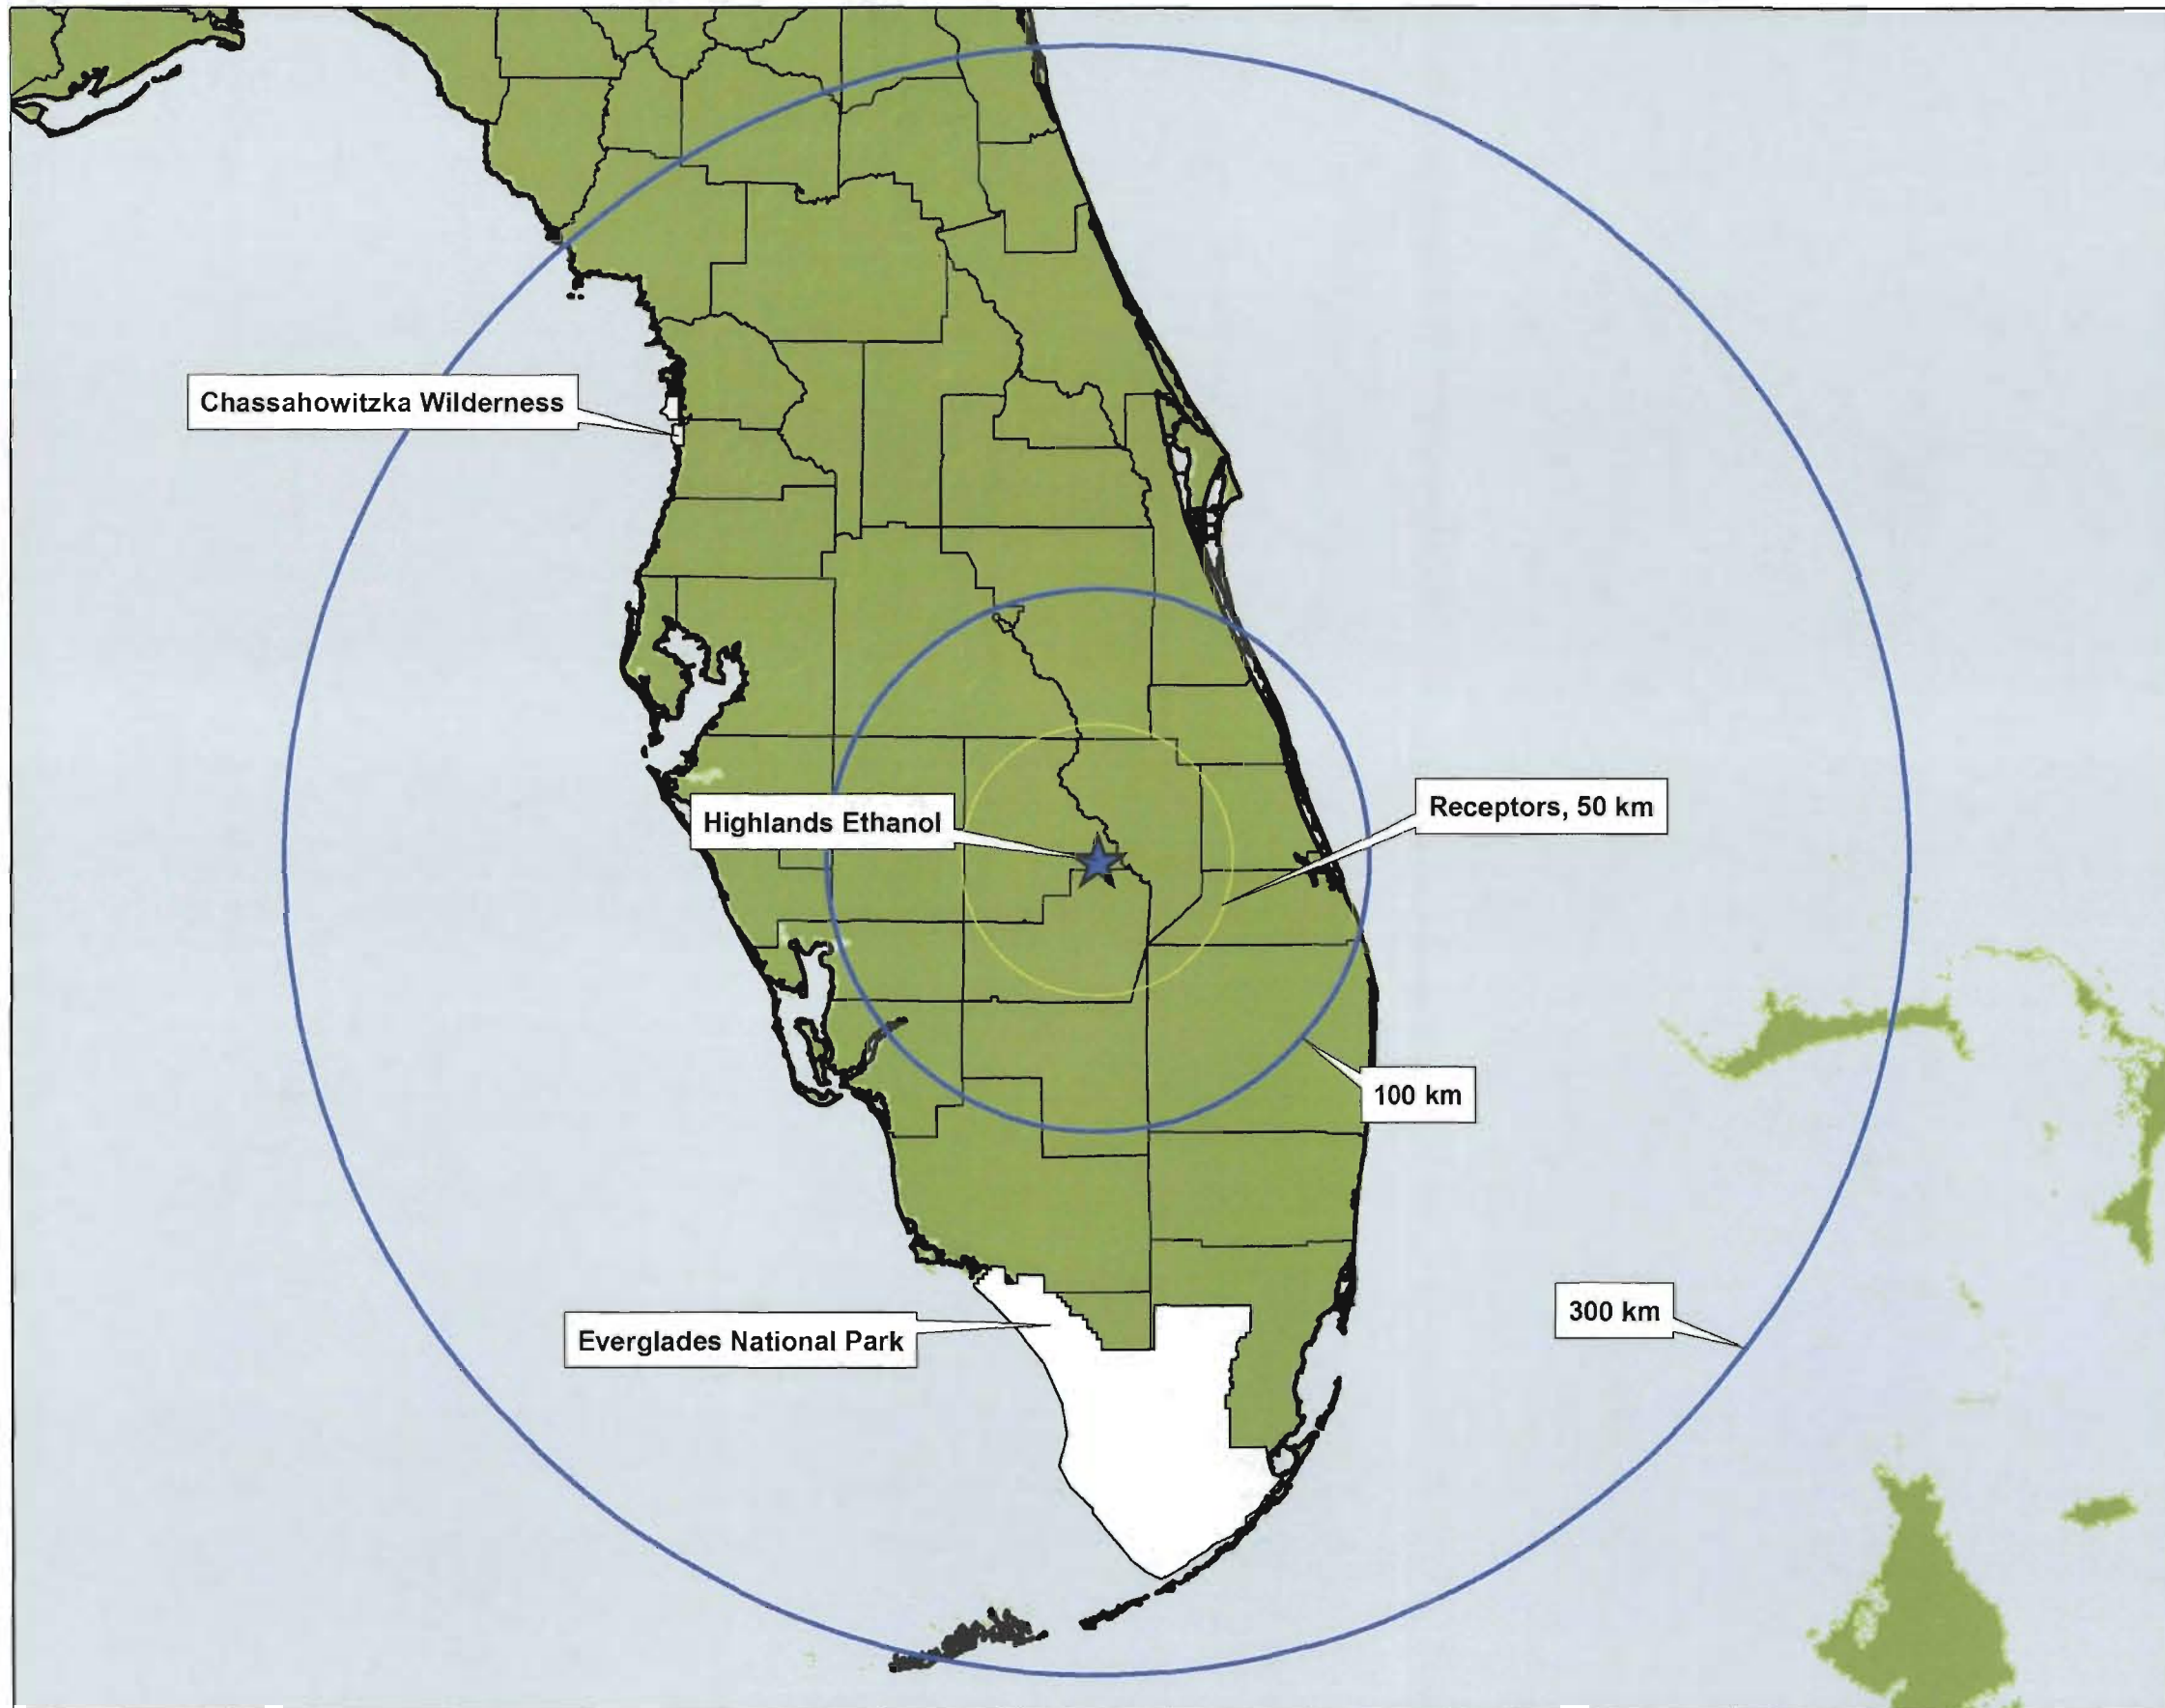 Chassahowitzka Wilderness
Receptors, 50 km
Highlands Ethanol
100 km
300 km
Everglades National Park